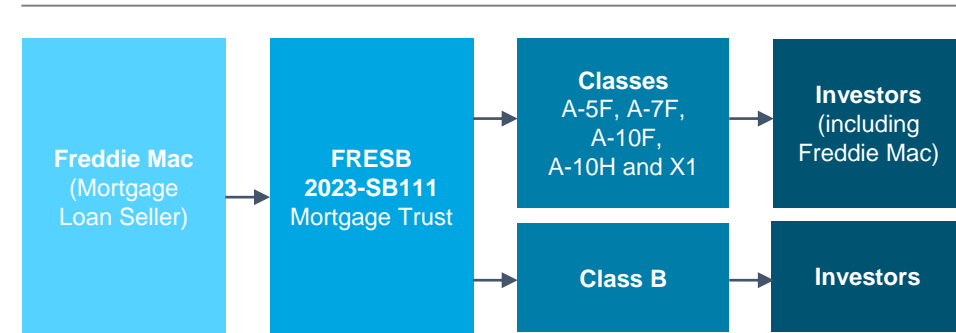 Freddie Mac
(Mortgage
Loan Seller)
FRESB
2023-SB111
Mortgage Trust
Classes
A-5F, A-7F,
A-10F,
A-10H and X1
Investors
(including
Freddie Mac)
Class B
Investors